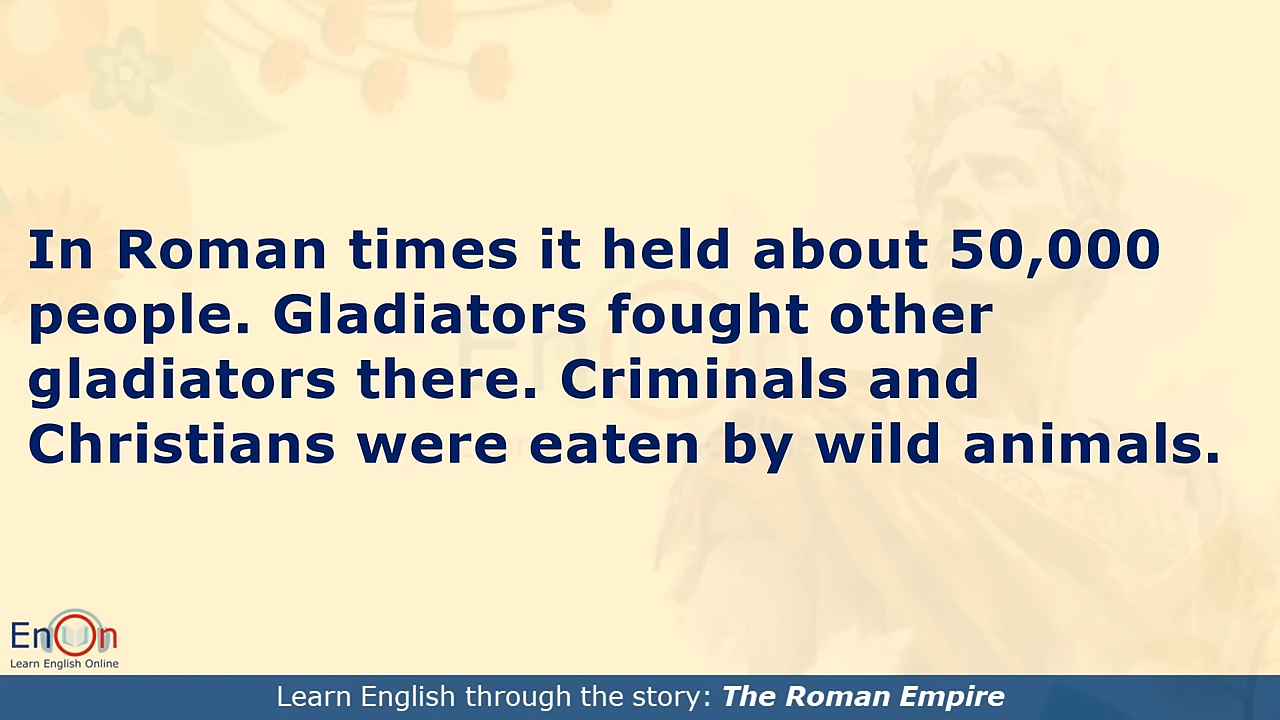 In Roman times it held about 50,000
people. Gladiators fought other
gladiators there. Criminals and
Christians were eaten by wild animals.
EnOn
Learn English Online
Learn English through the story: The Roman Empire